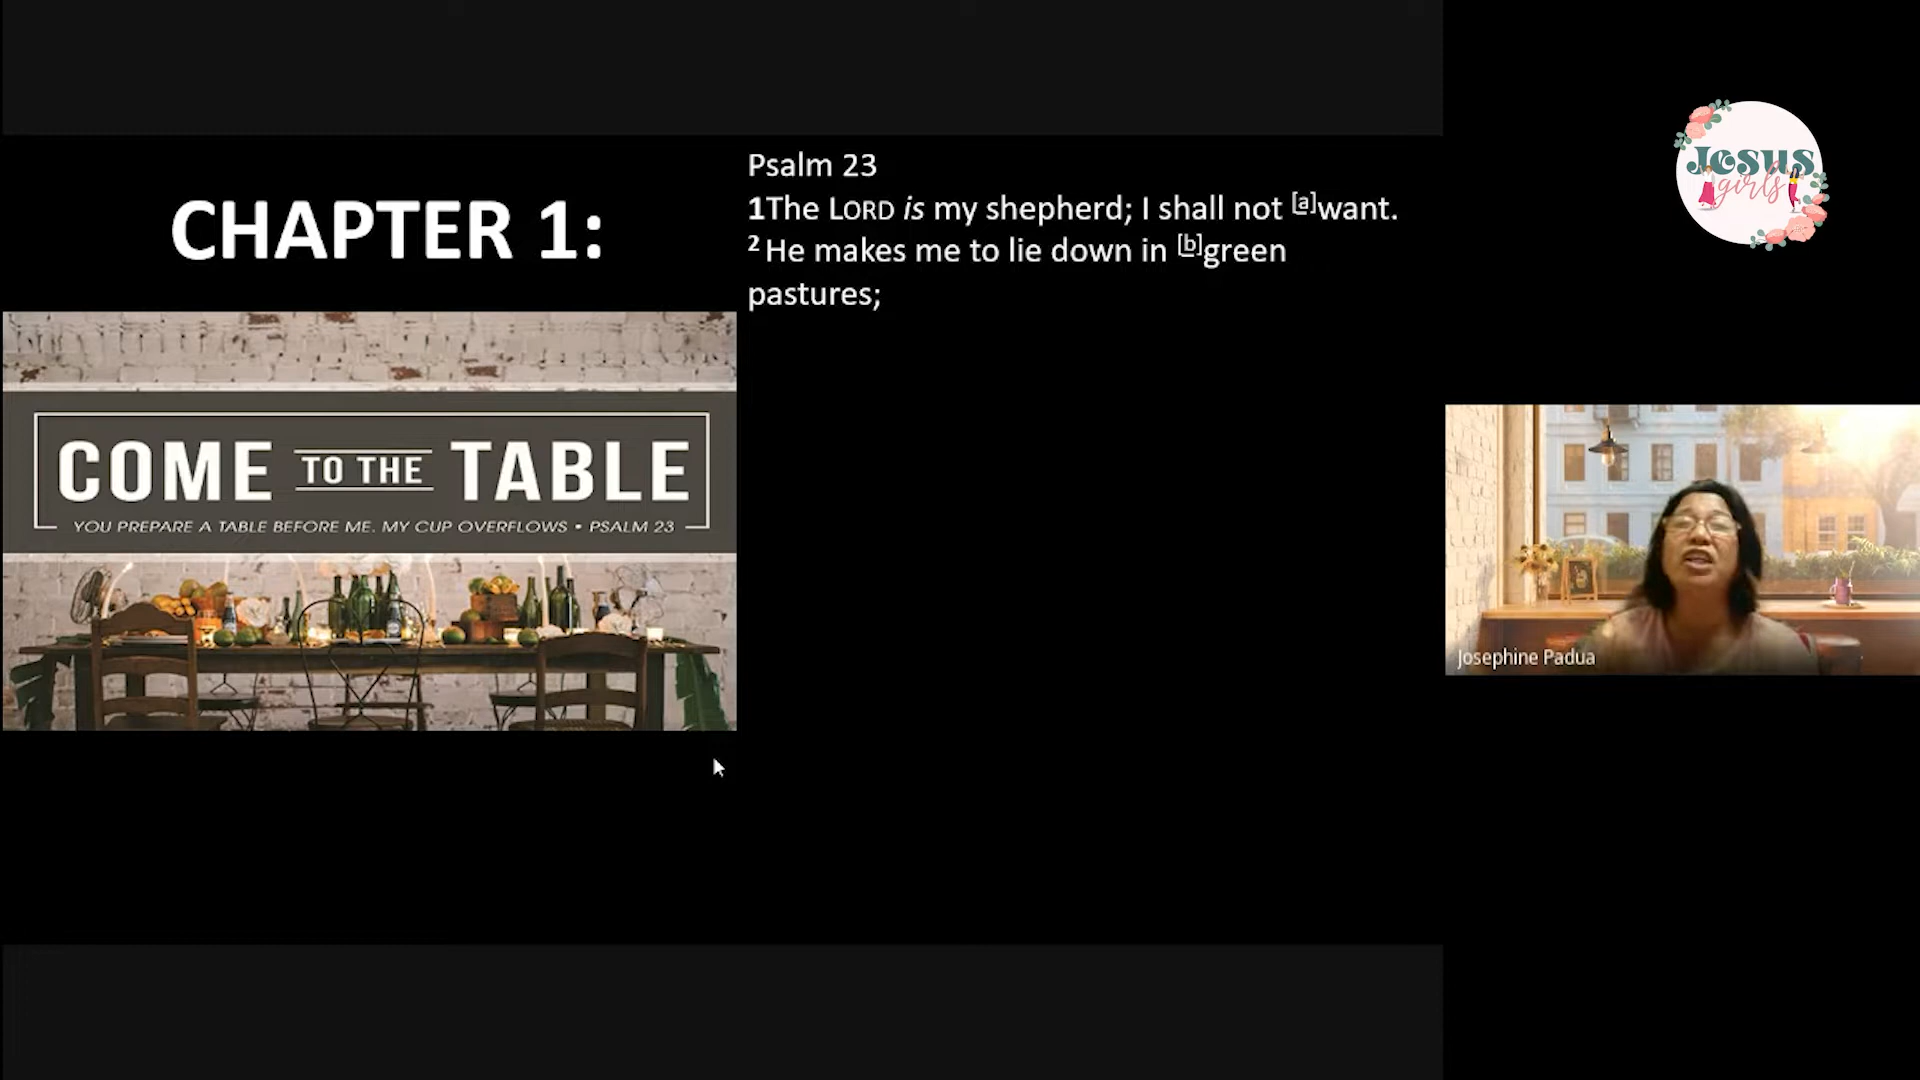 CHAPTER 1:
COME TO THE TABLE
YOU PREPARE A TABLE BEFORE ME. MY CUP OVERFLOWS • PSALM 23
Psalm 23
1The LORD is my shepherd; I shall not [a]want.
2 He makes me to lie down in [b]green
pastures;
Jesus
girls
Josephine Padua